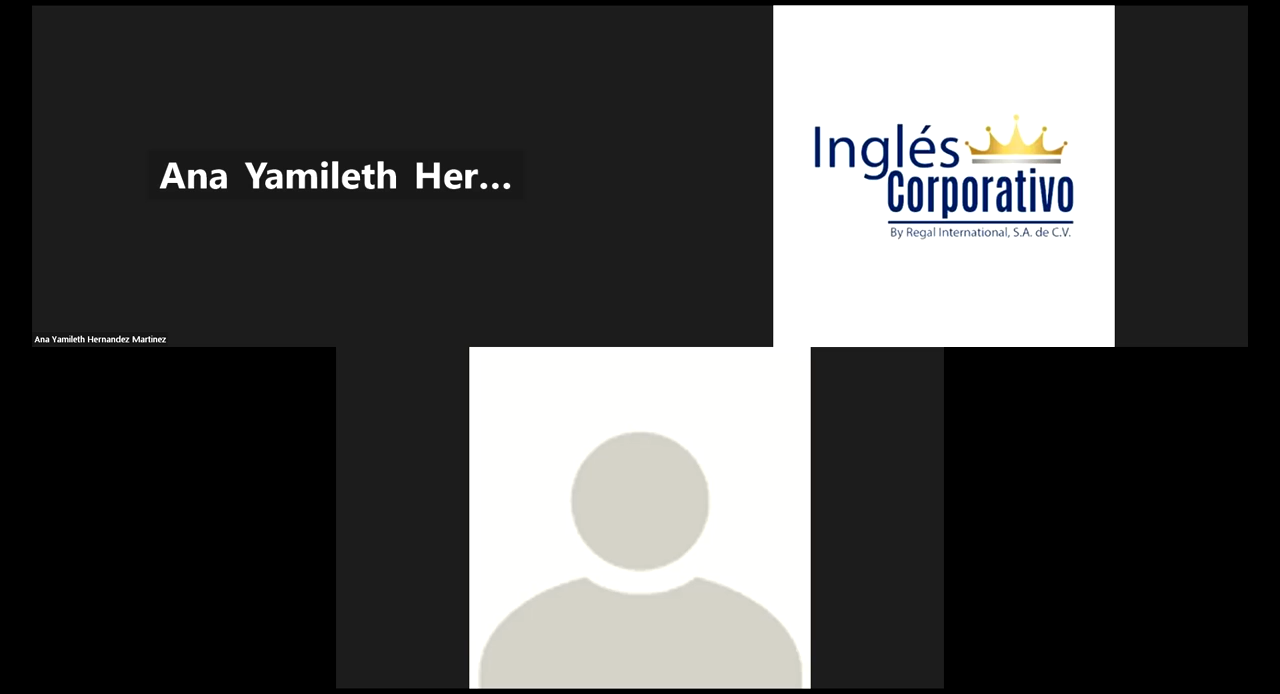 Ana Yamileth Her...
Inglés
Corporativo
By Regal International, S.A. de C.V.
Ana Yamileth Hernandez Martinez